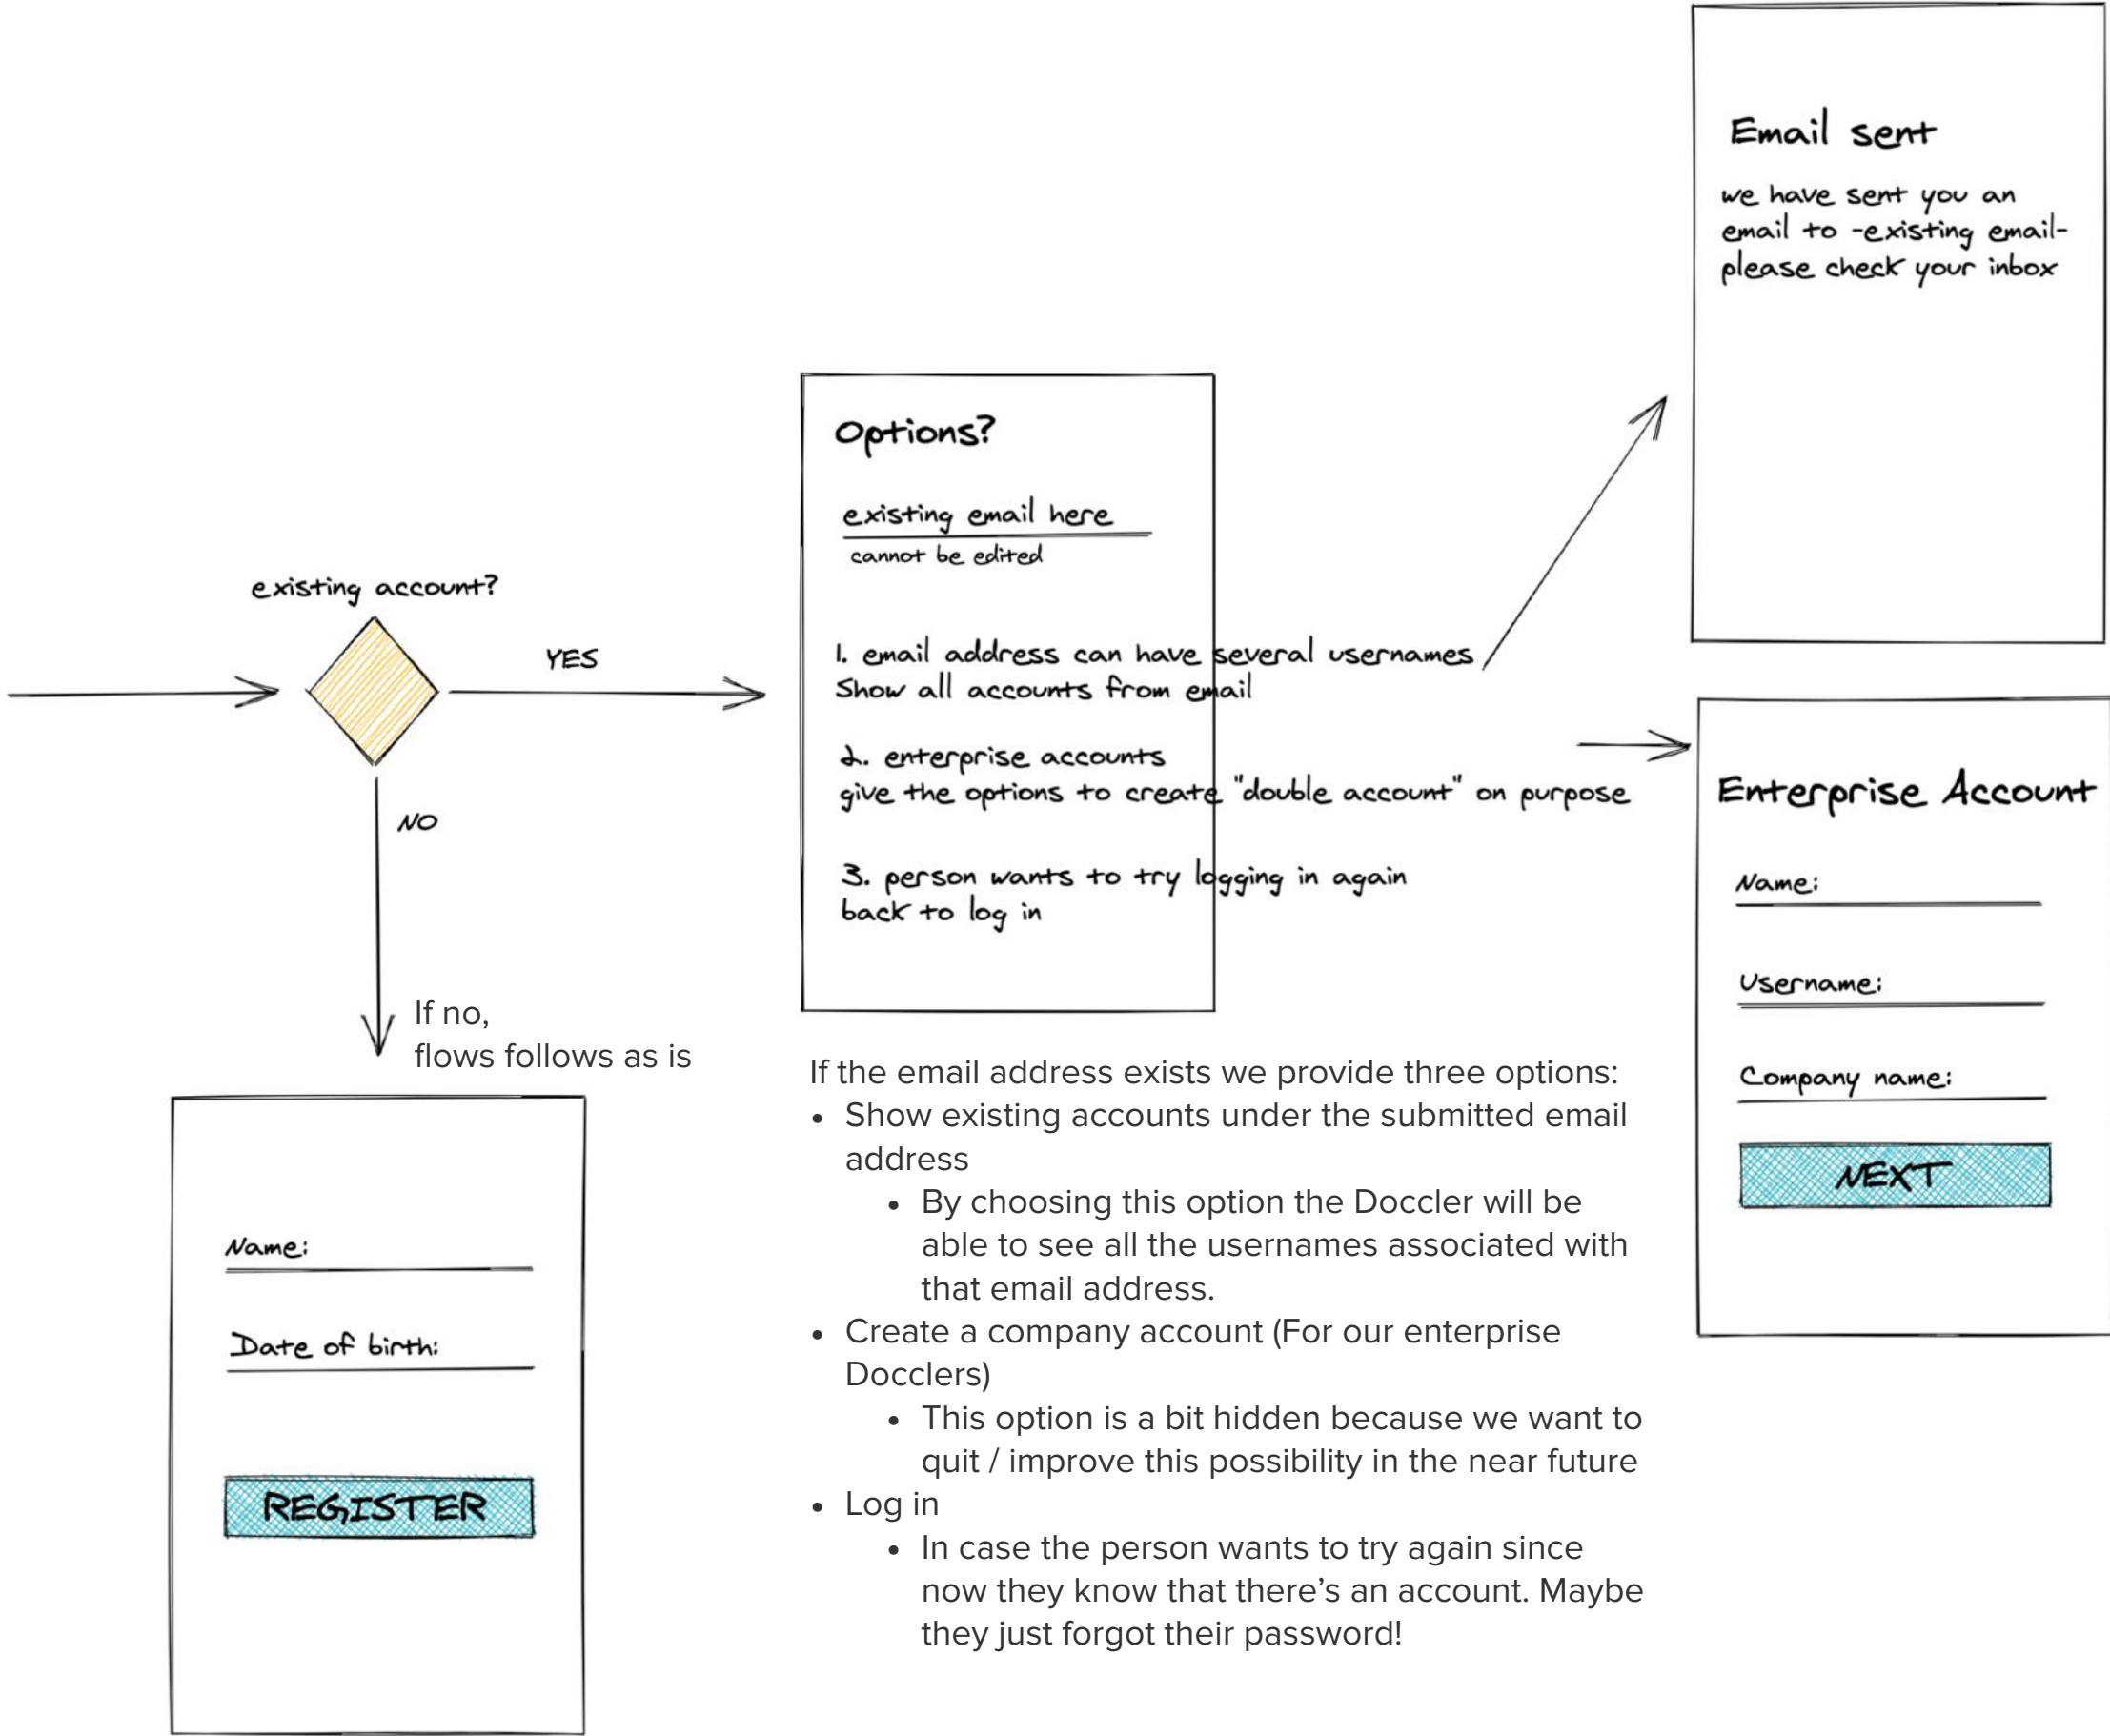 existing account?
YES
NO
If no,
flows follows as is
Name:
Date of birth:
REGISTER
Options?
existing email here
cannot be edited
1. email address can have several usernames
Show all accounts from email
2. enterprise accounts
give the options to create "double account" on purpose
3. person wants to try logging in again
back to log in
If the email address exists we provide three options:
• Show existing accounts under the submitted email
address
• By choosing this option the Doccler will be
able to see all the usernames associated with
that email address.
• Create a company account (For our enterprise
Docclers)
• This option is a bit hidden because we want to
quit / improve this possibility in the near future
• Log in
• In case the person wants to try again since
now they know that there’s an account. Maybe
they just forgot their password!
Email sent
we have sent you an
email to -existing email-
please check your inbox
Enterprise Account
Name:
Username:
Company name:
NEXT